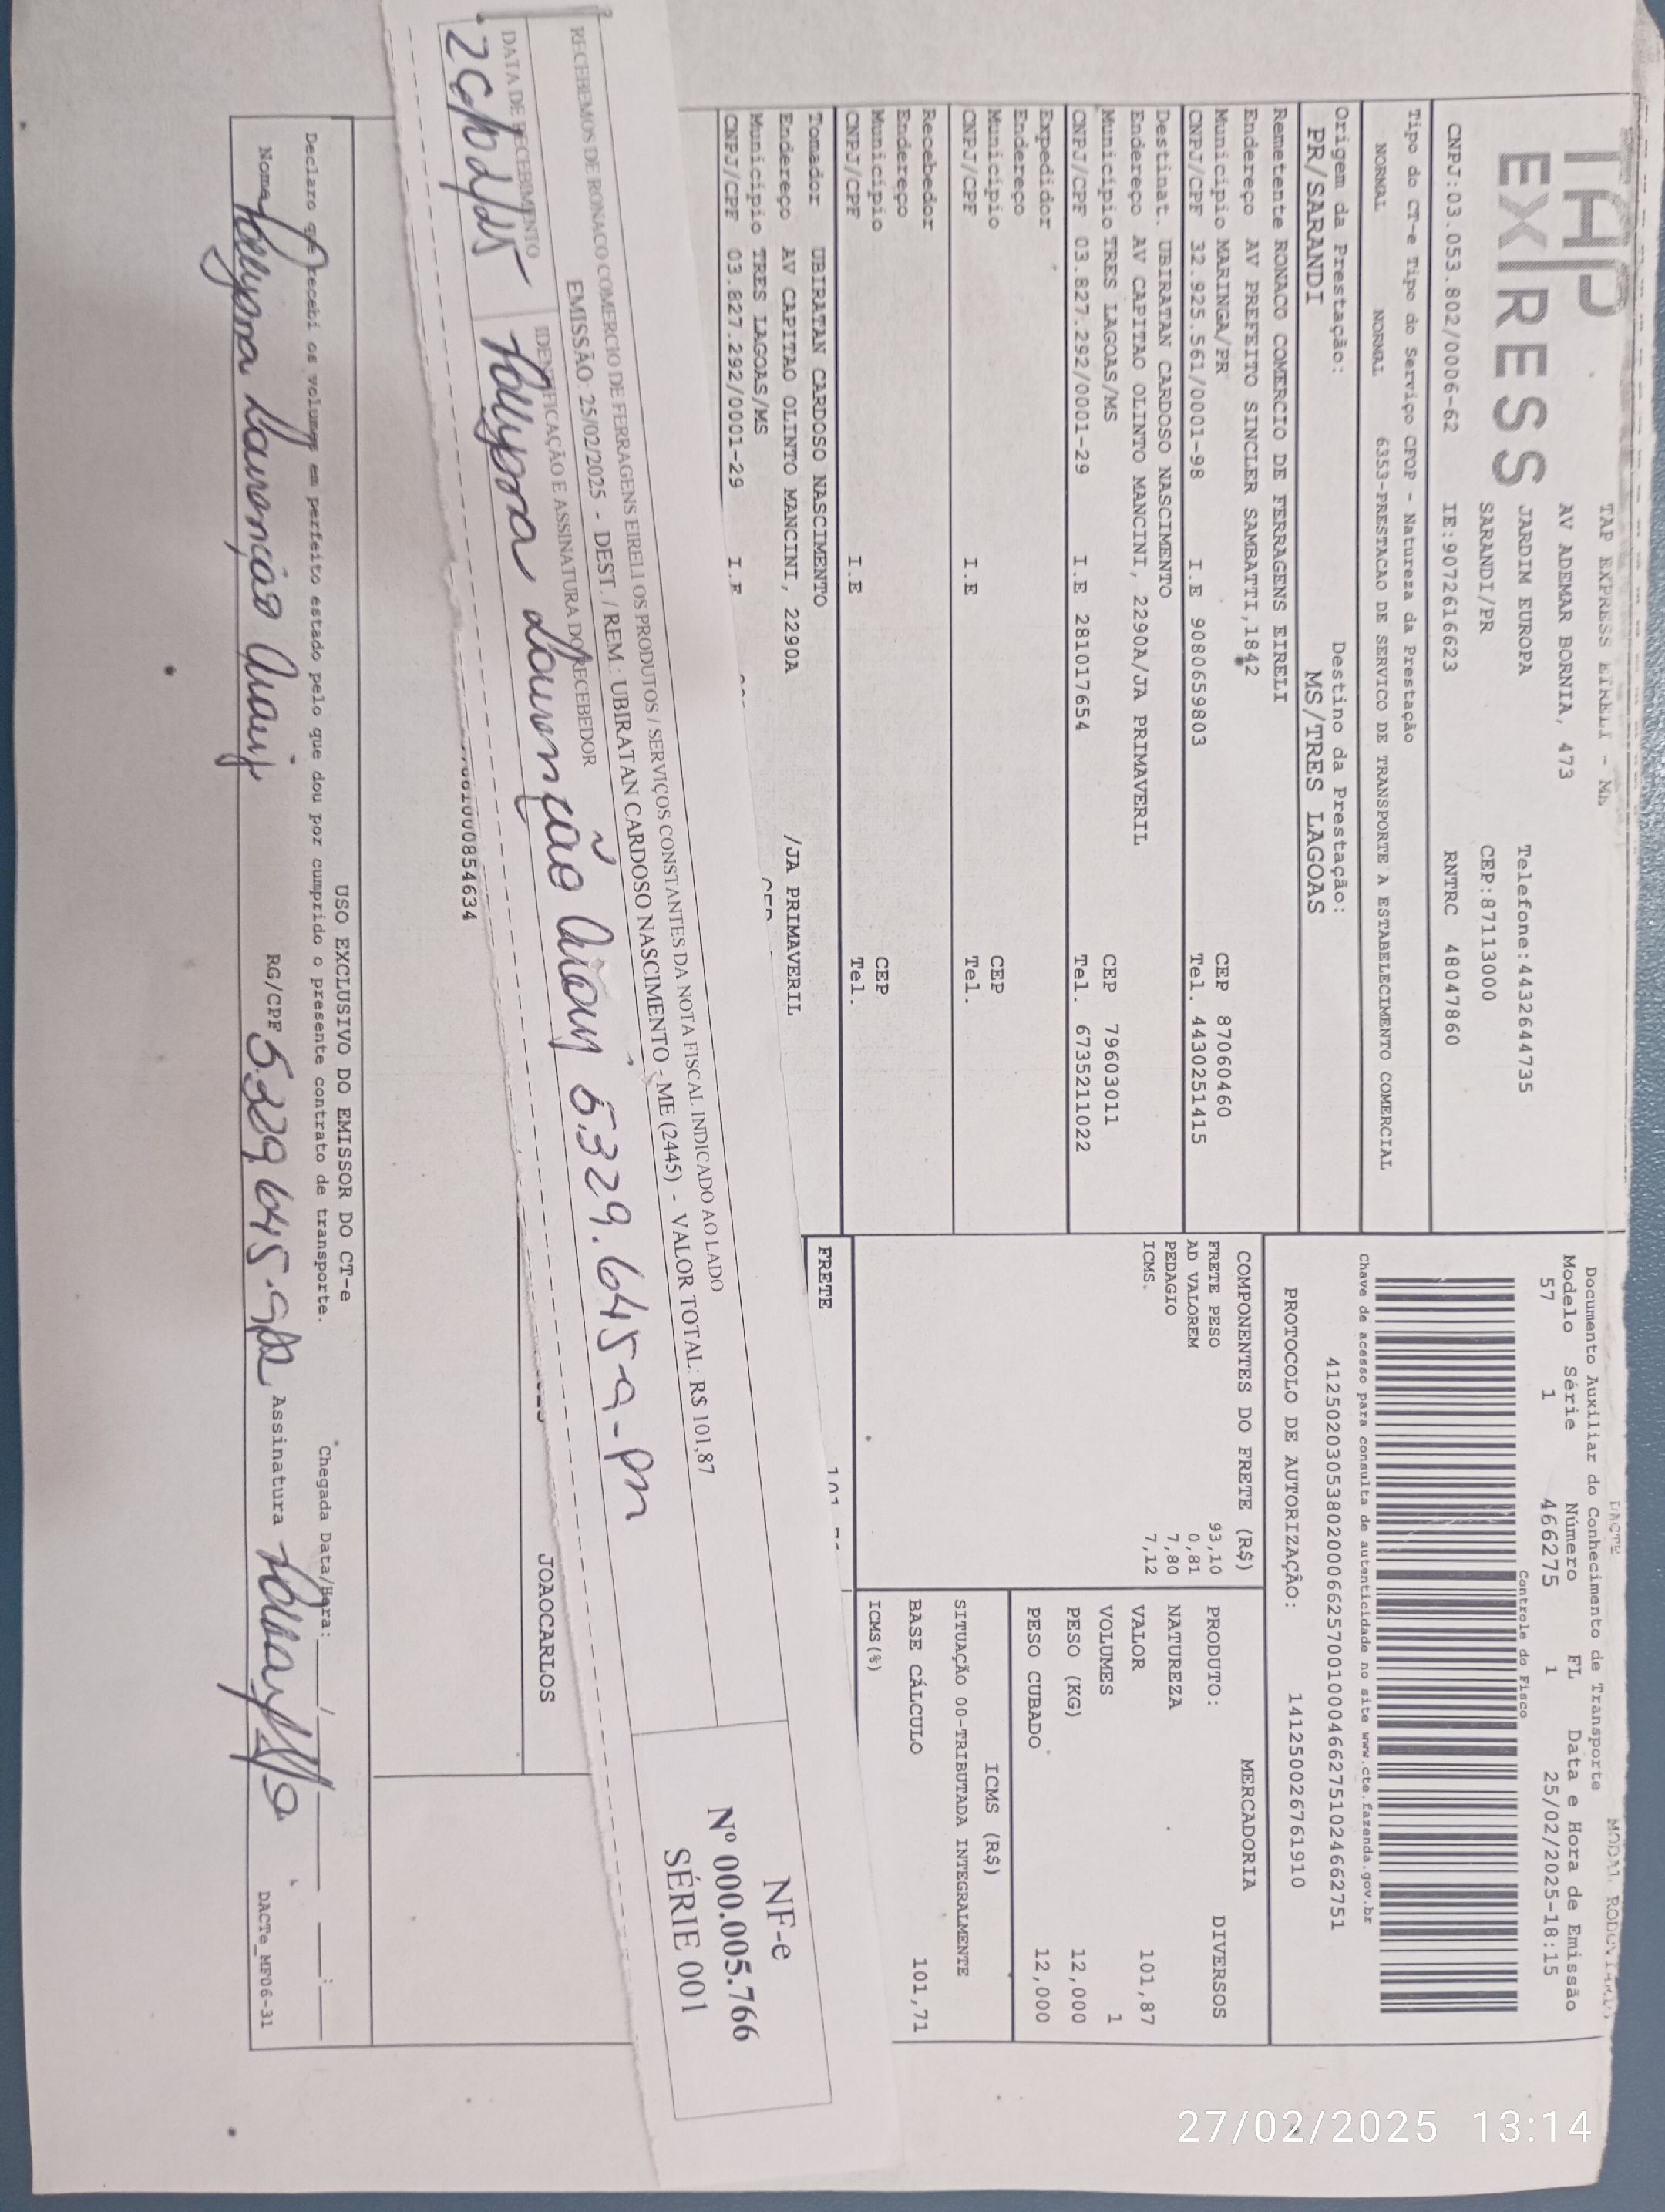 TAP EXPRESS EIRELI - ME
EXPRESS
AV ADEMAR BORNIA, 473
JARDIM EUROPA Telefone:4432644735
SARANDI/PR CEP:87113000
CNPJ:03.053.802/0006-62 IE:9072616623 RNTRC 48047860
Tipo do CT-e Tipo do Serviço CFOP - Natureza da Prestação
NORMAL NORMAL 6353-PRESTACAO DE SERVICO DE TRANSPORTE A ESTABELECIMENTO COMERCIAL
Origem da Prestação: Destino da Prestação:
PR/SARANDI MS/TRES LAGOAS
Remetente RONACO COMERCIO DE FERRAGENS EIRELI
Endereço AV PREFEITO SINCLER SAMBATTI,1842
Município MARINGA/PR CEP 87060460
CNPJ/CPF 32.925.561/0001-98 I.E 9080659803 Tel. 4430251415
Destinat. UBIRATAN CARDOSO NASCIMENTO
Endereço AV CAPITAO OLINTO MANCINI, 2290A/JA PRIMAVERIL
Município TRES LAGOAS/MS CEP 79603011
CNPJ/CPF 03.827.292/0001-29 I.E 281017654 Tel. 6735211022
Expedidor
Endereço
Município CEP
CNPJ/CPF I.E Tel.
Recebedor
Endereço
Município CEP
CNPJ/CPF I.E Tel.
Tomador UBIRATAN CARDOSO NASCIMENTO
Endereço AV CAPITAO OLINTO MANCINI, 2290A /JA PRIMAVERIL
Município TRES LAGOAS/MS
CNPJ/CPF 03.827.292/0001-29 I.E
DACTE MODAL RODOVIARIO
Documento Auxiliar do Conhecimento de Transporte
Modelo Série Número FL Data e Hora de Emissão
57 1 466275 1 25/02/2025-18:15
Controle do Fisco
Chave de acesso para consulta de autenticidade no site www.cte.fazenda.gov.br
41250203053802000662570010004662751024662751
PROTOCOLO DE AUTORIZAÇÃO: 141250026761910
COMPONENTES DO FRETE (R$)
FRETE PESO 93,10
AD VALOREM 0,81
PEDAGIO 7,80
ICMS. 7,12
MERCADORIA
PRODUTO: DIVERSOS
NATUREZA
VALOR 101,87
VOLUMES 1
PESO (KG) 12,000
PESO CUBADO 12,000
ICMS (R$)
SITUAÇÃO 00-TRIBUTADA INTEGRALMENTE
BASE CÁLCULO 101,71
ICMS(%)
FRETE
RECEBEMOS DE RONACO COMERCIO DE FERRAGENS EIRELI OS PRODUTOS / SERVIÇOS CONSTANTES DA NOTA FISCAL INDICADO AO LADO
EMISSÃO: 25/02/2025 - DEST. / REM.: UBIRATAN CARDOSO NASCIMENTO - ME (2445) - VALOR TOTAL: R$ 101,87
DATA DE RECEBIMENTO IDENTIFICAÇÃO E ASSINATURA DO RECEBEDOR
NF-e
Nº 000.005.766
SÉRIE 001
0854634
JOAOCARLOS
USO EXCLUSIVO DO EMISSOR DO CT-e
Declaro que recebi os volumes em perfeito estado pelo que dou por cumprido o presente contrato de transporte. Chegada Data/Hora: / :
Nome RG/CPF 5.329.645-9 Assinatura DACTe_MF06-31
27/02/2025 13:14